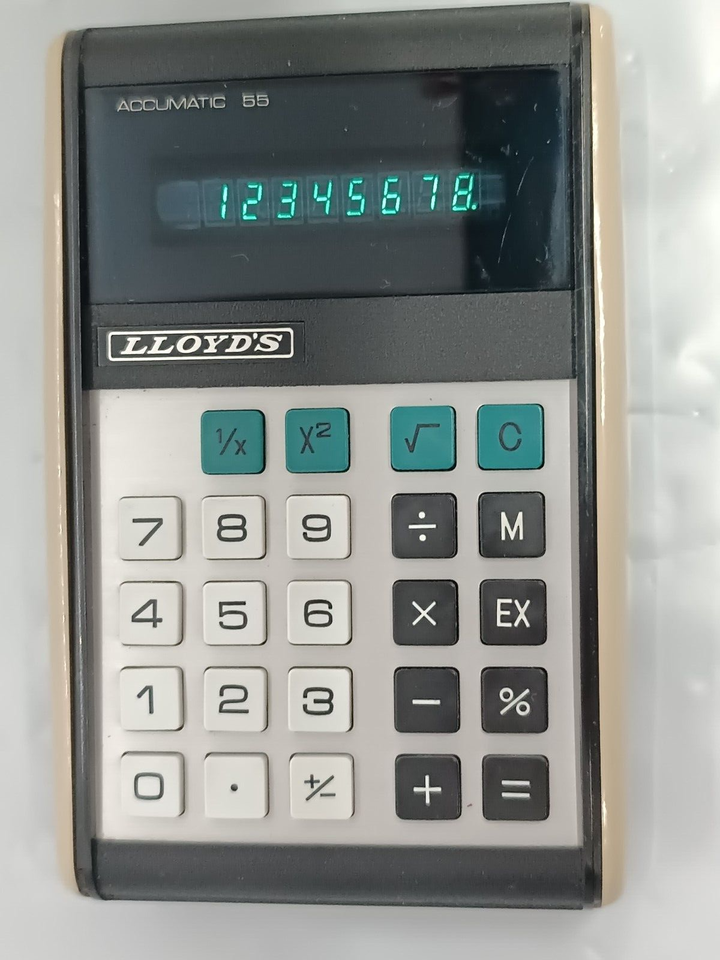 ACCUMATIC 55
12345678.
LLOYD'S
1/x X² √ C
7 8 9 ÷ M
4 5 6 × EX
1 2 3 − %
0 . +/− + =